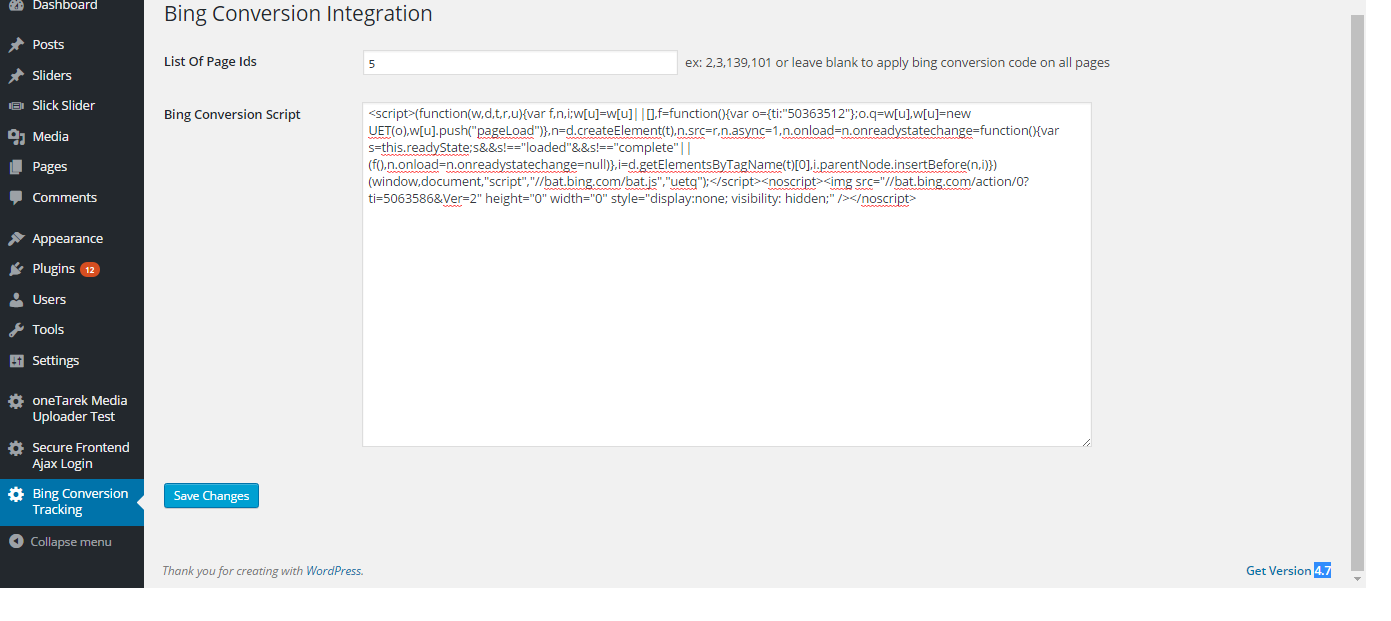 Dashboard
Posts
Sliders
Slick Slider
Media
Pages
Comments
Appearance
Plugins 12
Users
Tools
Settings
oneTarek Media
Uploader Test
Secure Frontend
Ajax Login
Bing Conversion
Tracking
Collapse menu
Bing Conversion Integration
List Of Page Ids
5
ex: 2,3,139,101 or leave blank to apply bing conversion code on all pages
Bing Conversion Script
<script>(function(w,d,t,r,u){var f,n,i;w[u]=w[u]||[],f=function(){var o={ti:"50363512"};o.q=w[u],w[u]=new
UET(o),w[u].push("pageLoad")},n=d.createElement(t),n.src=r,n.async=1,n.onload=n.onreadystatechange=function(){var
s=this.readyState;s&&s!=="loaded"&&s!=="complete"||
(f(),n.onload=n.onreadystatechange=null)},i=d.getElementsByTagName(t)[0],i.parentNode.insertBefore(n,i)})
(window,document,"script","//bat.bing.com/bat.js","uetq");</script><noscript><img src="//bat.bing.com/action/0?
ti=5063586&Ver=2" height="0" width="0" style="display:none; visibility: hidden;" /></noscript>
Save Changes
Thank you for creating with WordPress.
Get Version 4.7